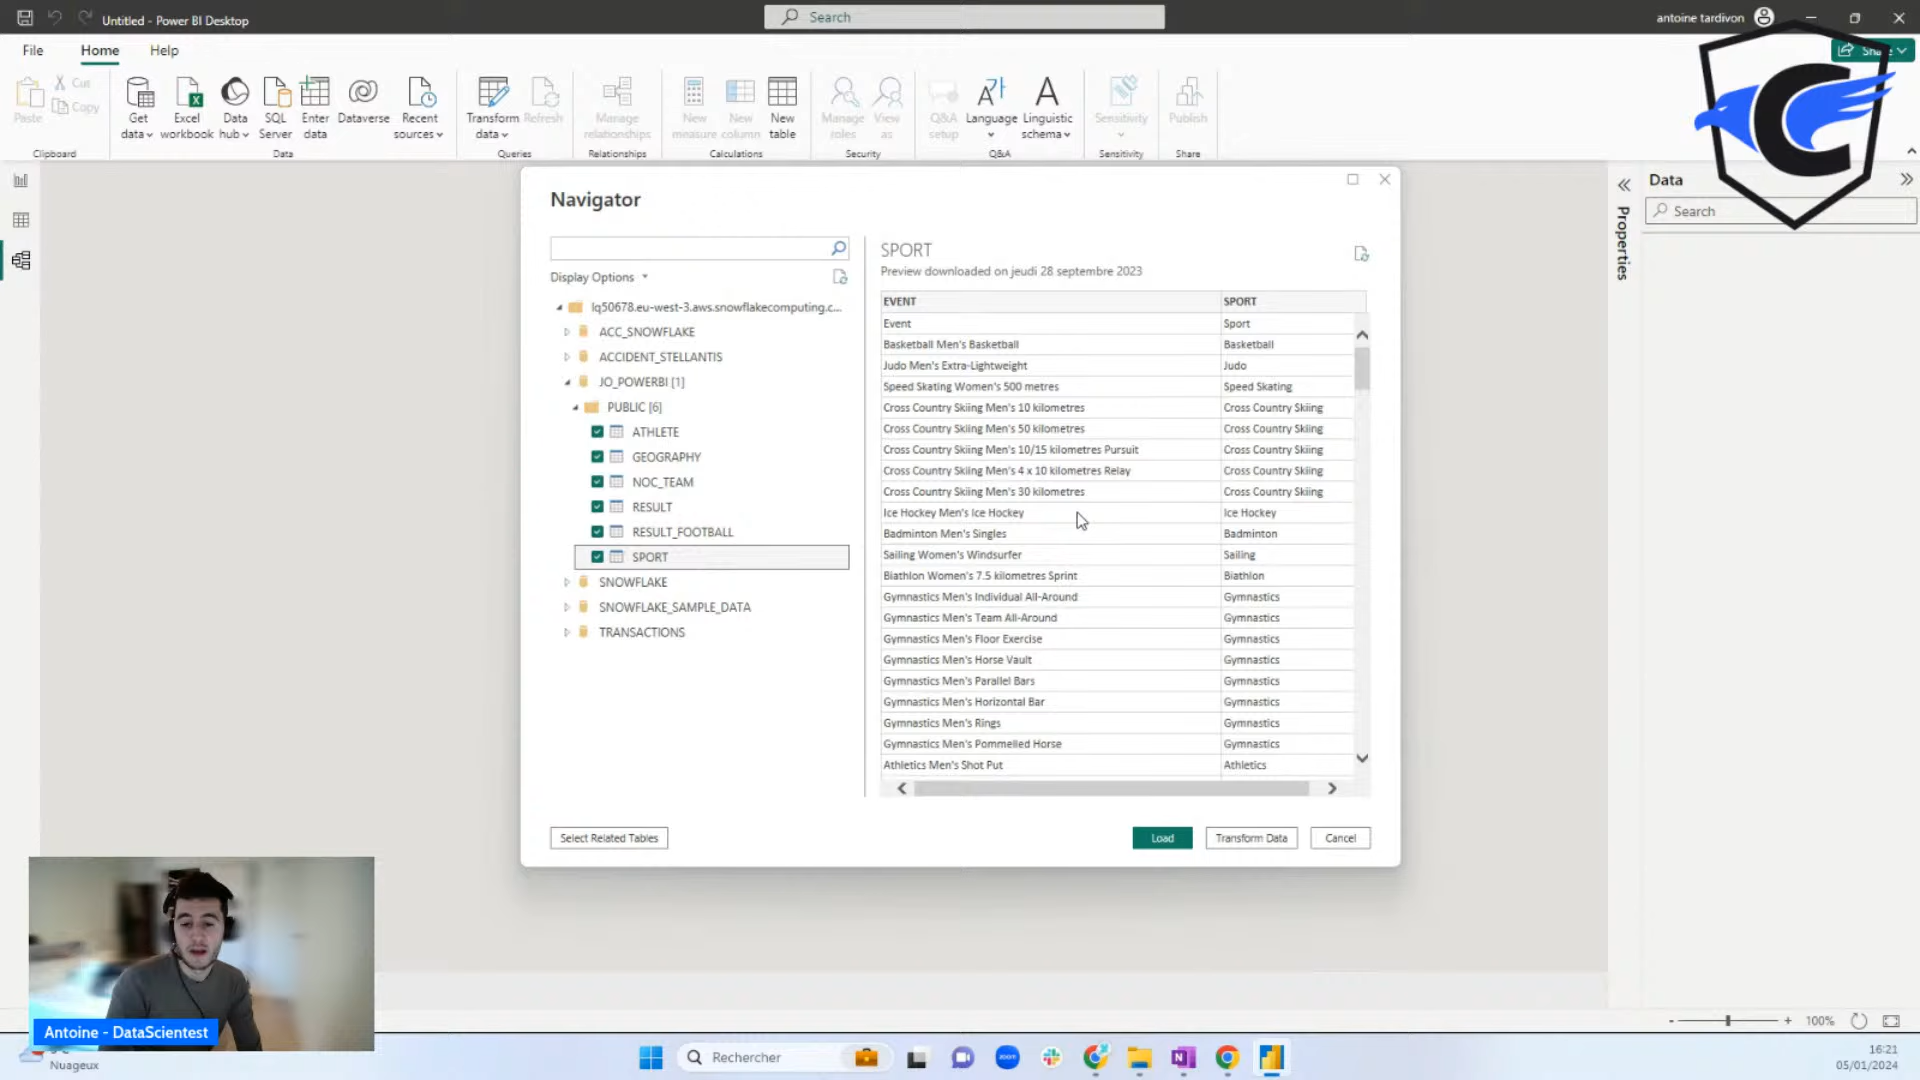 Untitled - Power BI Desktop
Search
antoine tardivon
File
Home
Help
Share
Paste
Cut
Copy
Get data
Excel workbook
Data hub
SQL Server
Enter data
Dataverse
Recent sources
Transform data
Refresh
Manage relationships
New measure
New column
New table
Manage roles
View as
Q&A setup
Language
Linguistic schema
Sensitivity
Publish
Clipboard
Data
Queries
Relationships
Calculations
Security
Q&A
Sensitivity
Share
Navigator
Display Options
lq50678.eu-west-3.aws.snowflakecomputing.c...
ACC_SNOWFLAKE
ACCIDENT_STELLANTIS
JO_POWERBI [1]
PUBLIC [6]
ATHLETE
GEOGRAPHY
NOC_TEAM
RESULT
RESULT_FOOTBALL
SPORT
SNOWFLAKE
SNOWFLAKE_SAMPLE_DATA
TRANSACTIONS
SPORT
Preview downloaded on jeudi 28 septembre 2023
EVENT SPORT
Event Sport
Basketball Men's Basketball Basketball
Judo Men's Extra-Lightweight Judo
Speed Skating Women's 500 metres Speed Skating
Cross Country Skiing Men's 10 kilometres Cross Country Skiing
Cross Country Skiing Men's 50 kilometres Cross Country Skiing
Cross Country Skiing Men's 10/15 kilometres Pursuit Cross Country Skiing
Cross Country Skiing Men's 4 x 10 kilometres Relay Cross Country Skiing
Cross Country Skiing Men's 30 kilometres Cross Country Skiing
Ice Hockey Men's Ice Hockey Ice Hockey
Badminton Men's Singles Badminton
Sailing Women's Windsurfer Sailing
Biathlon Women's 7.5 kilometres Sprint Biathlon
Gymnastics Men's Individual All-Around Gymnastics
Gymnastics Men's Team All-Around Gymnastics
Gymnastics Men's Floor Exercise Gymnastics
Gymnastics Men's Horse Vault Gymnastics
Gymnastics Men's Parallel Bars Gymnastics
Gymnastics Men's Horizontal Bar Gymnastics
Gymnastics Men's Rings Gymnastics
Gymnastics Men's Pommelled Horse Gymnastics
Athletics Men's Shot Put Athletics
Select Related Tables
Load
Transform Data
Cancel
Properties
Data
Search
C
Antoine - DataScientest
Nuageux
Rechercher
zoom
100%
16:21
05/01/2024